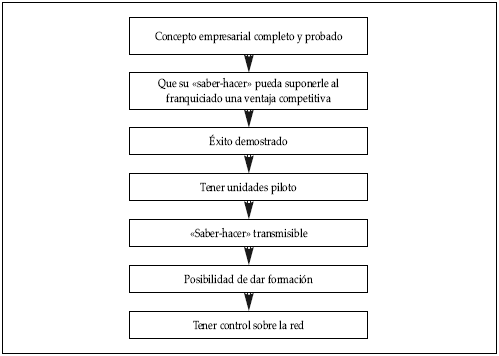 Concepto empresarial completo y probado
Que su «saber-hacer» pueda suponerle al
franquiciado una ventaja competitiva
Éxito demostrado
Tener unidades piloto
«Saber-hacer» transmisible
Posibilidad de dar formación
Tener control sobre la red